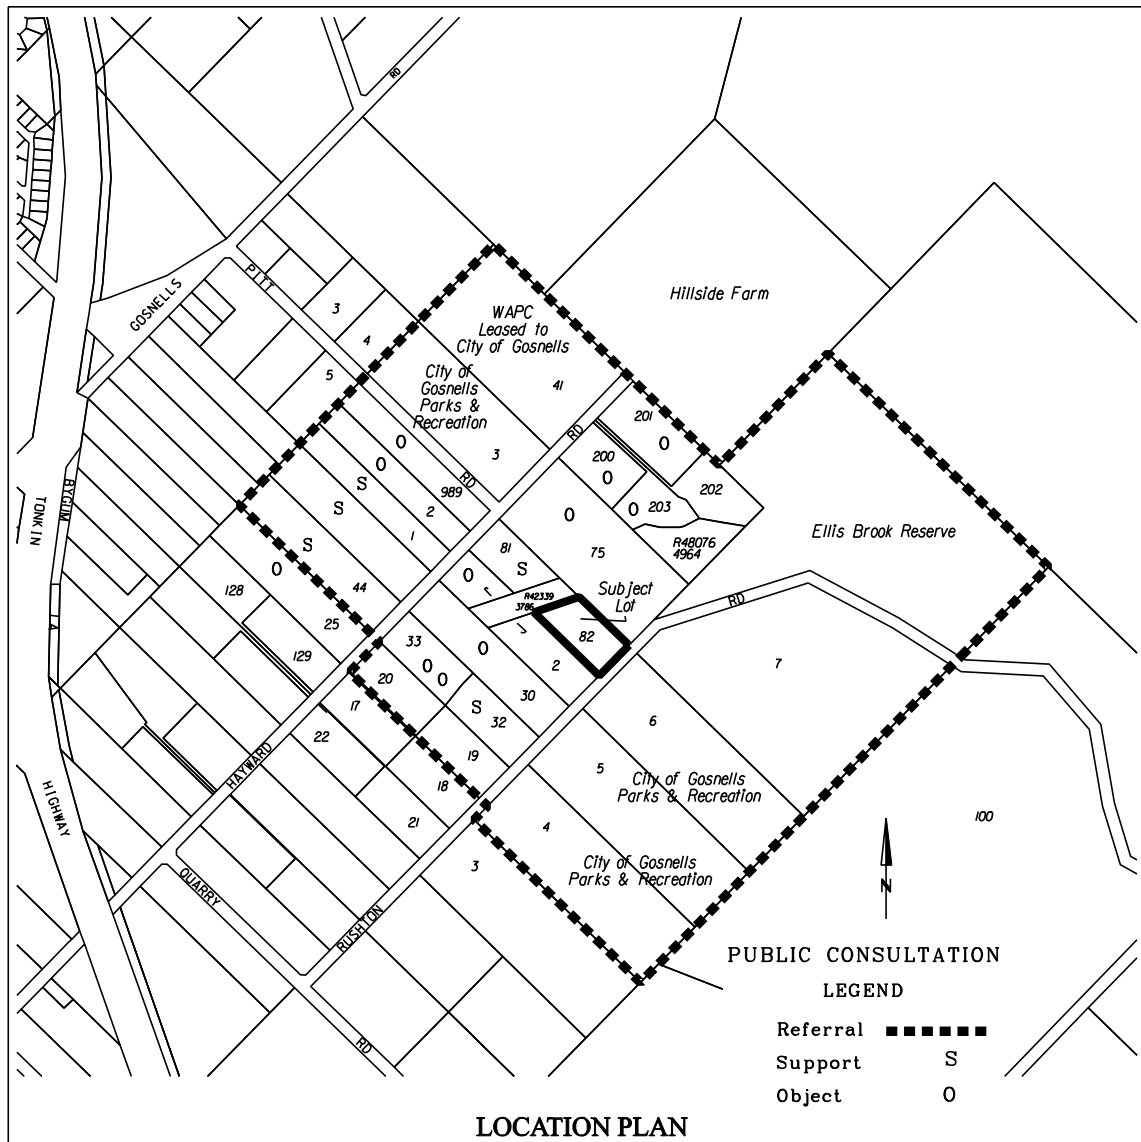 RD
GOSNELLS
PITT
3
4
5
Hillside Farm
WAPC
Leased to
City of Gosnells
41
City of
Gosnells
Parks &
Recreation
3
RD
RD
201
O
200
O
O
203
202
O
O
S
989
2
S
1
O
75
R48076
4964
Ellis Brook Reserve
BYGUM
TONKIN
LA
S
O
44
128
25
129
81
S
O
R42339
3786
Subject
Lot
82
RD
33
O
O
20
O
2
7
30
S
32
17
22
19
18
21
6
5
City of Gosnells
Parks & Recreation
4
City of Gosnells
Parks & Recreation
3
100
HAYWARD
HIGHWAY
QUARRY
RUSHTON
RD
N
PUBLIC CONSULTATION
LEGEND
Referral
Support S
Object O
LOCATION PLAN